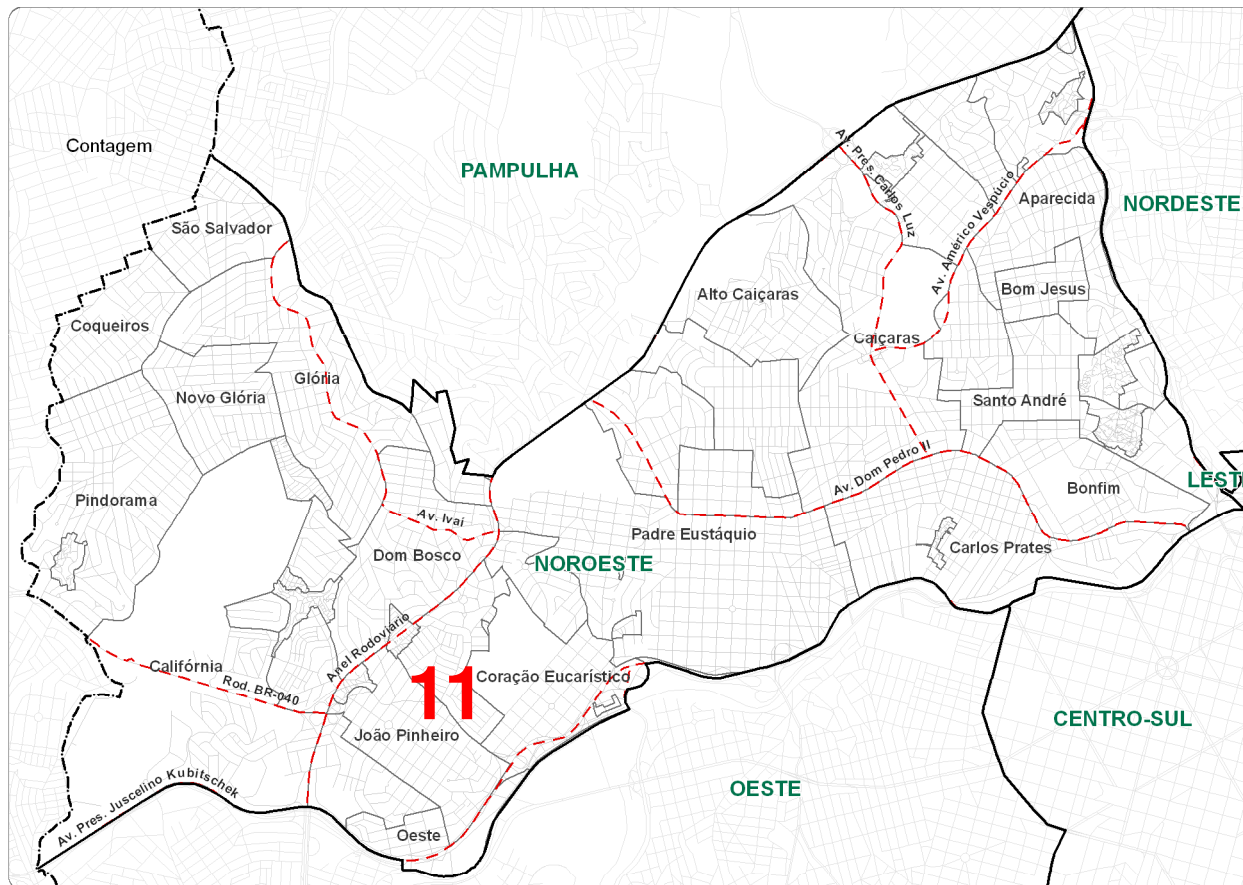 Contagem
PAMPULHA
Av. Pres. Carlos Luz
Av. Américo Vespúcio
Aparecida
NORDESTE
São Salvador
Alto Caiçaras
Bom Jesus
Coqueiros
Caiçaras
Glória
Novo Glória
Santo André
Pindorama
Av. Dom Pedro II
Bonfim
LEST
Av. Ivaí
Padre Eustáquio
Carlos Prates
Dom Bosco
NOROESTE
Anel Rodoviario
Califórnia
Rod. BR-040
11
Coração Eucarístico
João Pinheiro
CENTRO-SUL
OESTE
Av. Pres. Juscelino Kubitschek
Oeste